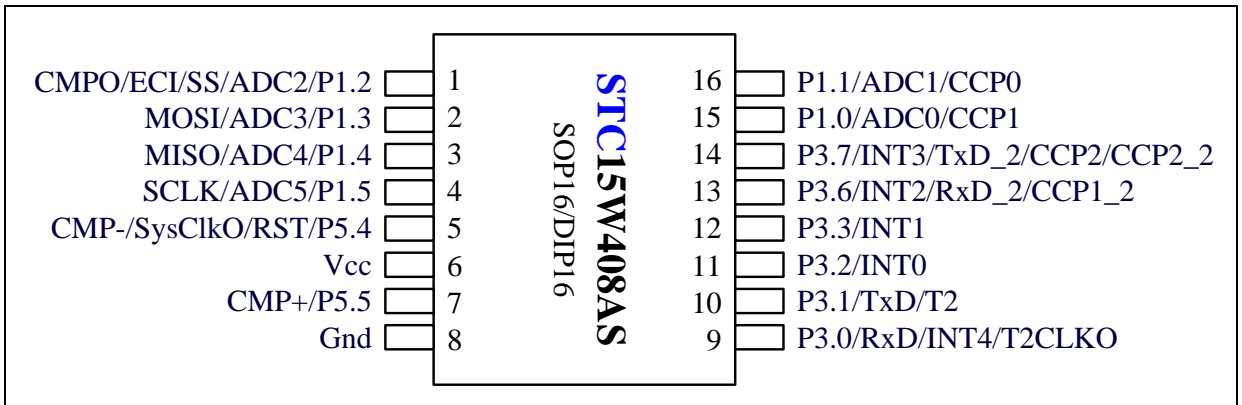 CMPO/ECI/SS/ADC2/P1.2 1
MOSI/ADC3/P1.3 2
MISO/ADC4/P1.4 3
SCLK/ADC5/P1.5 4
CMP-/SysClkO/RST/P5.4 5
Vcc 6
CMP+/P5.5 7
Gnd 8
SOP16/DIP16
STC15W408AS
16 P1.1/ADC1/CCP0
15 P1.0/ADC0/CCP1
14 P3.7/INT3/TxD_2/CCP2/CCP2_2
13 P3.6/INT2/RxD_2/CCP1_2
12 P3.3/INT1
11 P3.2/INT0
10 P3.1/TxD/T2
9 P3.0/RxD/INT4/T2CLKO